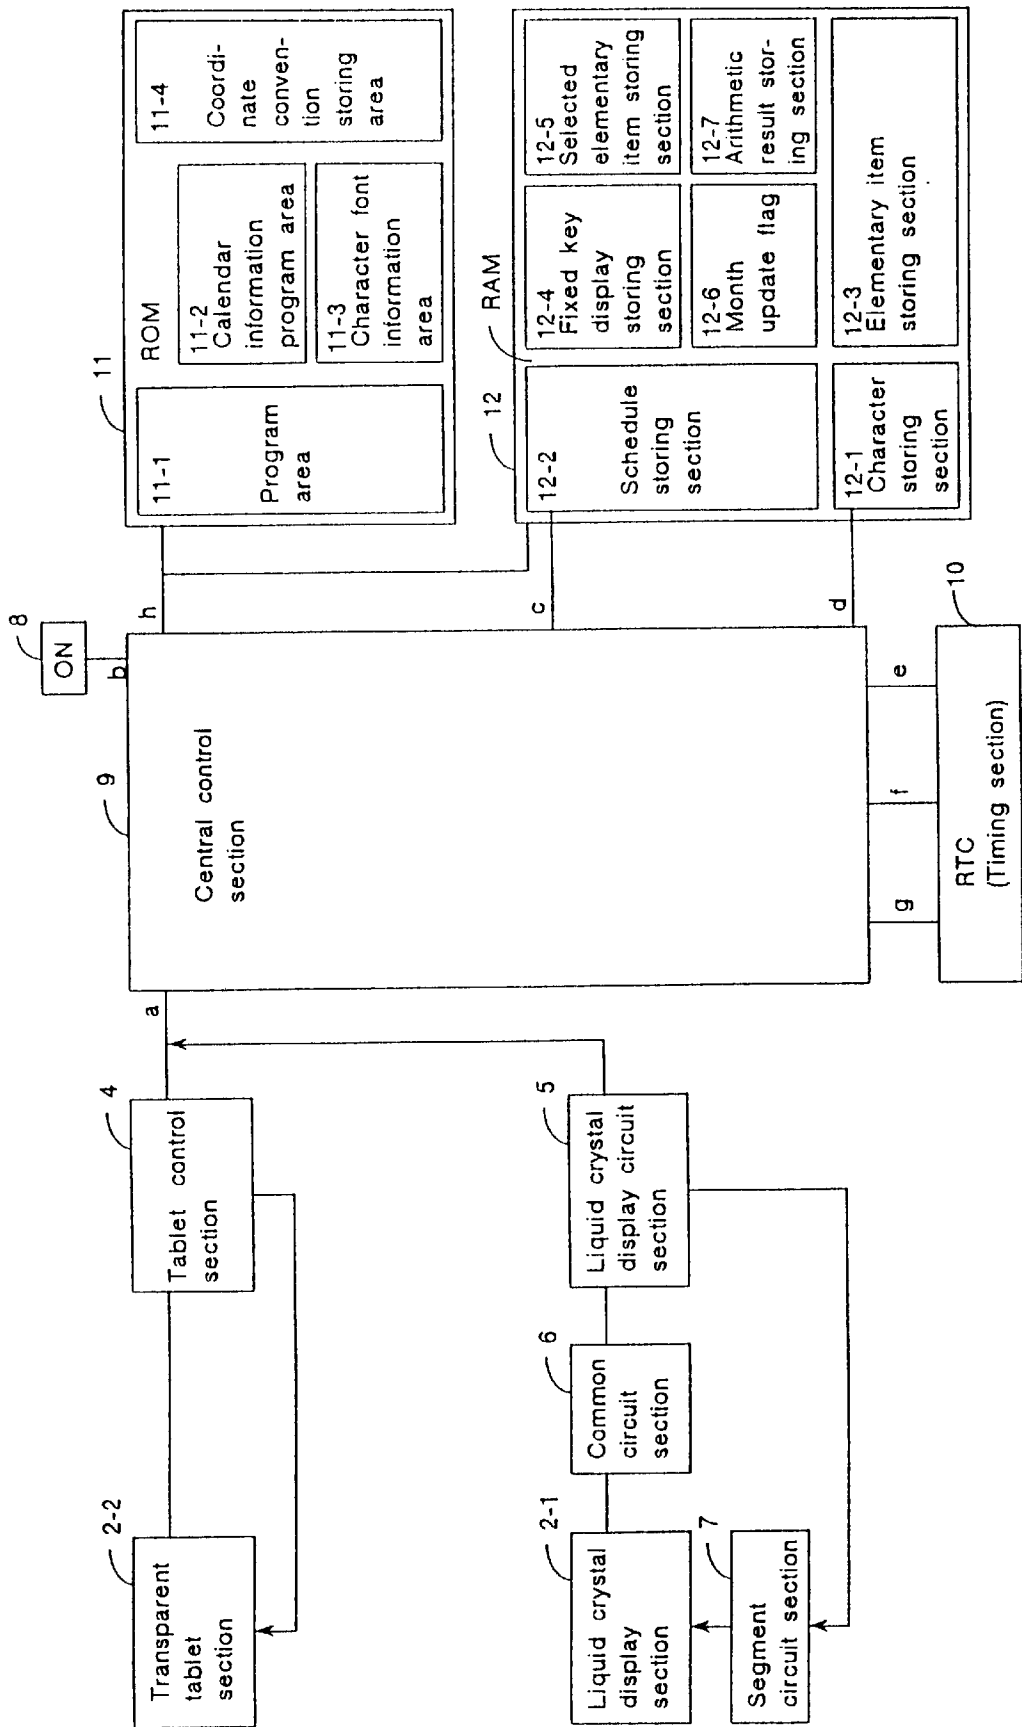 2-2
Transparent
tablet
section
4
Tablet control
section
a
2-1
Liquid crystal
display
section
6
Common
circuit
section
5
Liquid crystal
display circuit
section
7
Segment
circuit section
9
Central control
section
8
ON
b
h
c
d
e
f
g
10
RTC
(Timing section)
11
ROM
11-1
Program
area
11-2
Calendar
information
program area
11-3
Character font
information
area
11-4
Coordi-
nate
conven-
tion
storing
area
12
RAM
12-2
Schedule
storing
section
12-4
Fixed key
display
storing
section
12-5
Selected
elementary
item storing
section
12-6
Month
update flag
12-7
Arithmetic
result stor-
ing section
12-1
Character
storing
section
12-3
Elementary item
storing section